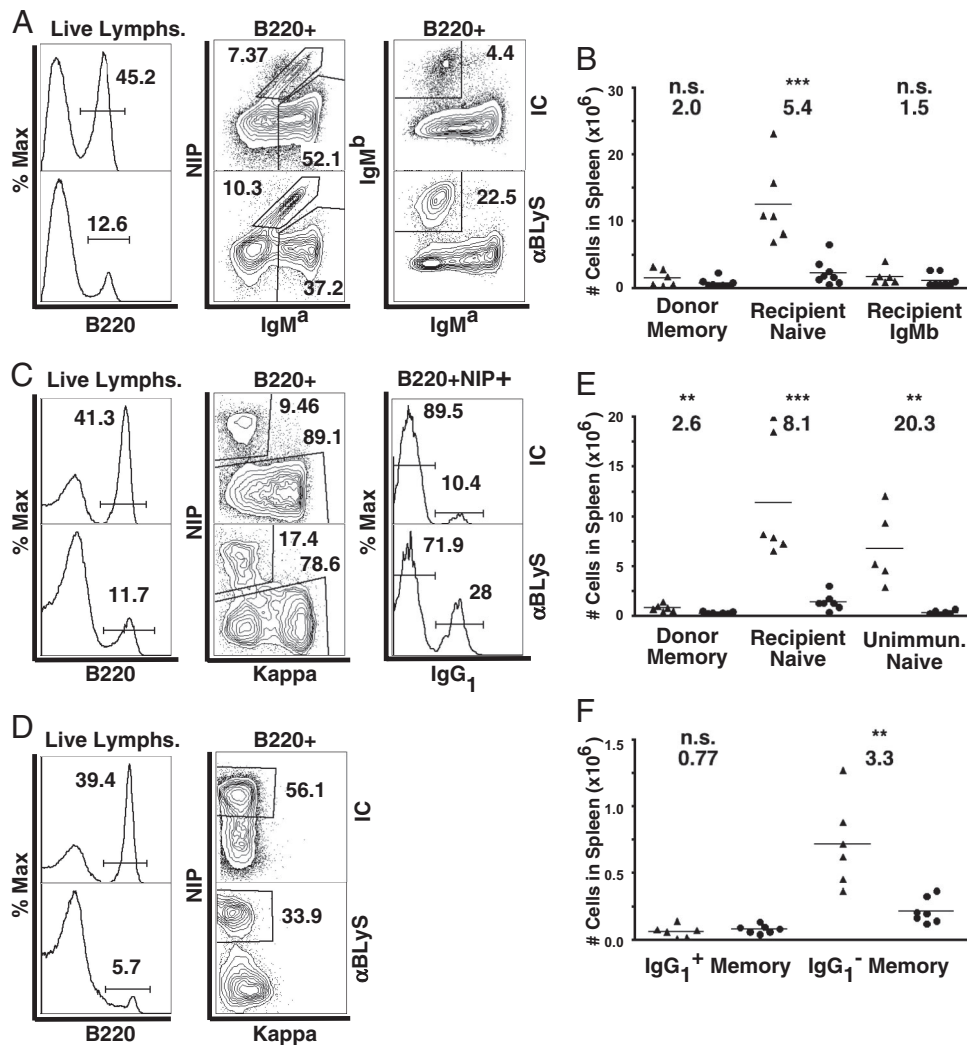 A
Live Lymphs.
B220+
B220+
45.2
7.37
4.4
52.1
IC
12.6
10.3
22.5
37.2
αBLyS
% Max
NIP
IgMᵇ
B220
IgMᵃ
IgMᵃ
B
n.s. *** n.s.
2.0 5.4 1.5
30
20
10
0
# Cells in Spleen (x10⁶)
Donor Memory
Recipient Naive
Recipient IgMb
C
Live Lymphs.
B220+
B220+NIP+
41.3
9.46
89.1
89.5
10.4
IC
11.7
17.4
78.6
71.9
28
αBLyS
% Max
NIP
% Max
B220
Kappa
IgG₁
E
** *** **
2.6 8.1 20.3
20
15
10
5
0
# Cells in Spleen (x10⁶)
Donor Memory
Recipient Naive
Unimmun. Naive
D
Live Lymphs.
B220+
39.4
56.1
IC
5.7
33.9
αBLyS
% Max
NIP
B220
Kappa
F
n.s. **
0.77 3.3
1.5
1.0
0.5
0.0
# Cells in Spleen (x10⁶)
IgG₁⁺ Memory
IgG₁⁻ Memory